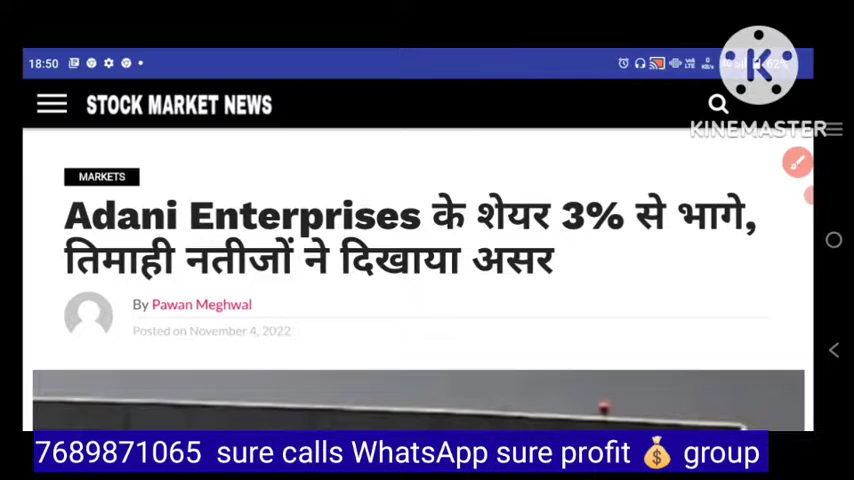 18:50
62%
STOCK MARKET NEWS
KINEMASTER
MARKETS
Adani Enterprises के शेयर 3% से भागे,
तिमाही नतीजों ने दिखाया असर
By Pawan Meghwal
Posted on November 4, 2022
7689871065 sure calls WhatsApp sure profit 💰 group